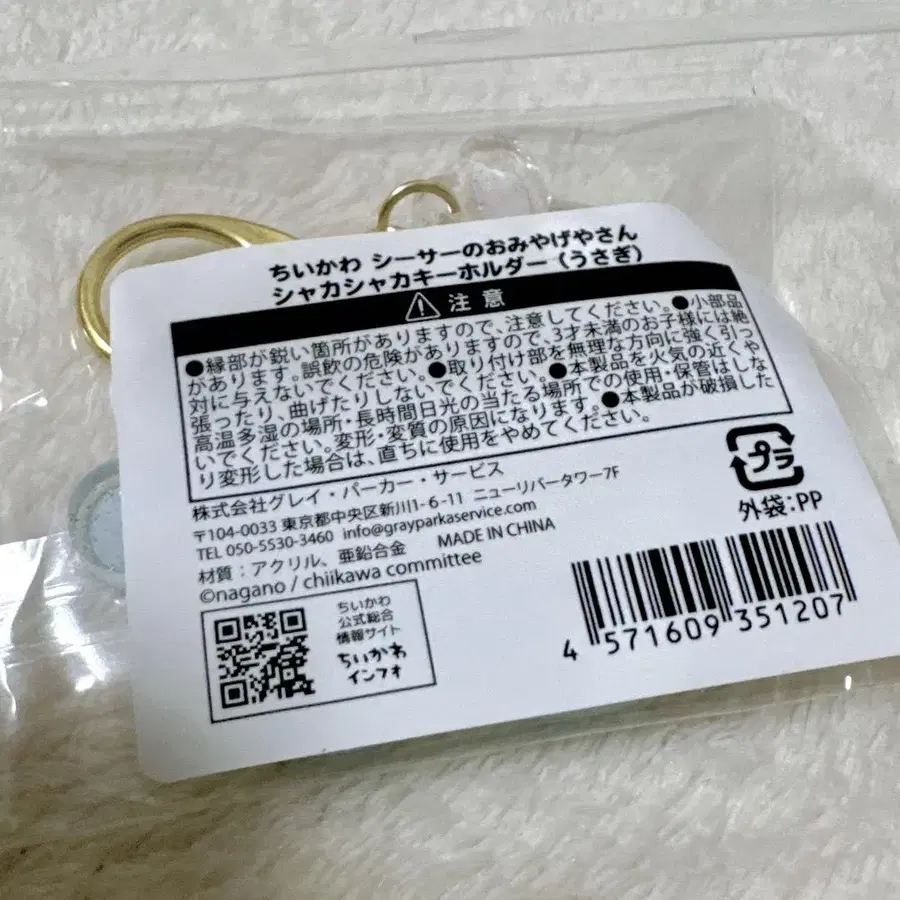 ちいかわ シーサーのおみやげやさん
シャカシャカキーホルダー（うさぎ）
注意
●縁部が鋭い箇所がありますので、注意してください。●小部品
があります。誤飲の危険がありますので、3才未満のお子様には絶
対に与えないでください。●取り付け部を無理な方向に強く引っ
張ったり、曲げたりしないでください。●本製品を火気の近くや
高温多湿の場所・長時間日光の当たる場所での使用・保管はしな
いでください。変形・変質の原因になります。●本製品が破損した
り変形した場合は、直ちに使用をやめてください。
株式会社グレイ・パーカー・サービス
〒104-0033 東京都中央区新川1-6-11 ニューリバータワー7F
TEL 050-5530-3460 info@grayparkaservice.com
材質：アクリル、亜鉛合金 MADE IN CHINA
©nagano / chiikawa committee
プラ
外袋:PP
ちいかわ
公式総合
情報サイト
ちいかわ
インフォ
4 571609 351207